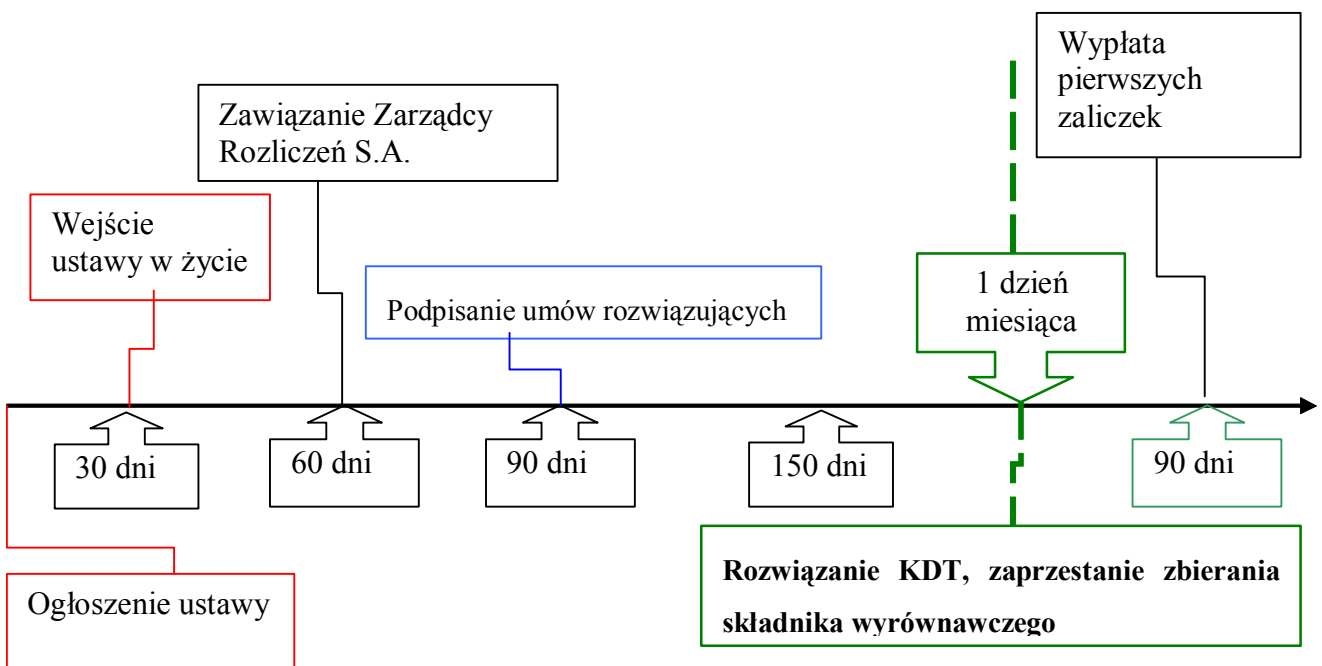 Wypłata
pierwszych
zaliczek
Zawiązanie Zarządcy
Rozliczeń S.A.
Wejście
ustawy w życie
Podpisanie umów rozwiązujących
1 dzień
miesiąca
30 dni
60 dni
90 dni
150 dni
90 dni
Rozwiązanie KDT, zaprzestanie zbierania
składnika wyrównawczego
Ogłoszenie ustawy